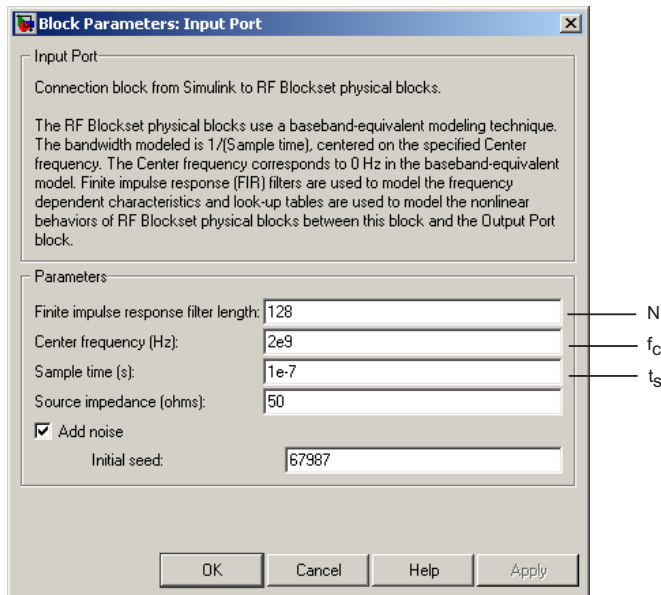 Block Parameters: Input Port
Input Port
Connection block from Simulink to RF Blockset physical blocks.
The RF Blockset physical blocks use a baseband-equivalent modeling technique.
The bandwidth modeled is 1/(Sample time), centered on the specified Center
frequency. The Center frequency corresponds to 0 Hz in the baseband-equivalent
model. Finite impulse response (FIR) filters are used to model the frequency
dependent characteristics and look-up tables are used to model the nonlinear
behaviors of RF Blockset physical blocks between this block and the Output Port
block.
Parameters
Finite impulse response filter length: 128 N
Center frequency (Hz): 2e9 fc
Sample time (s): 1e-7 ts
Source impedance (ohms): 50
Add noise
Initial seed: 67987
OK Cancel Help Apply